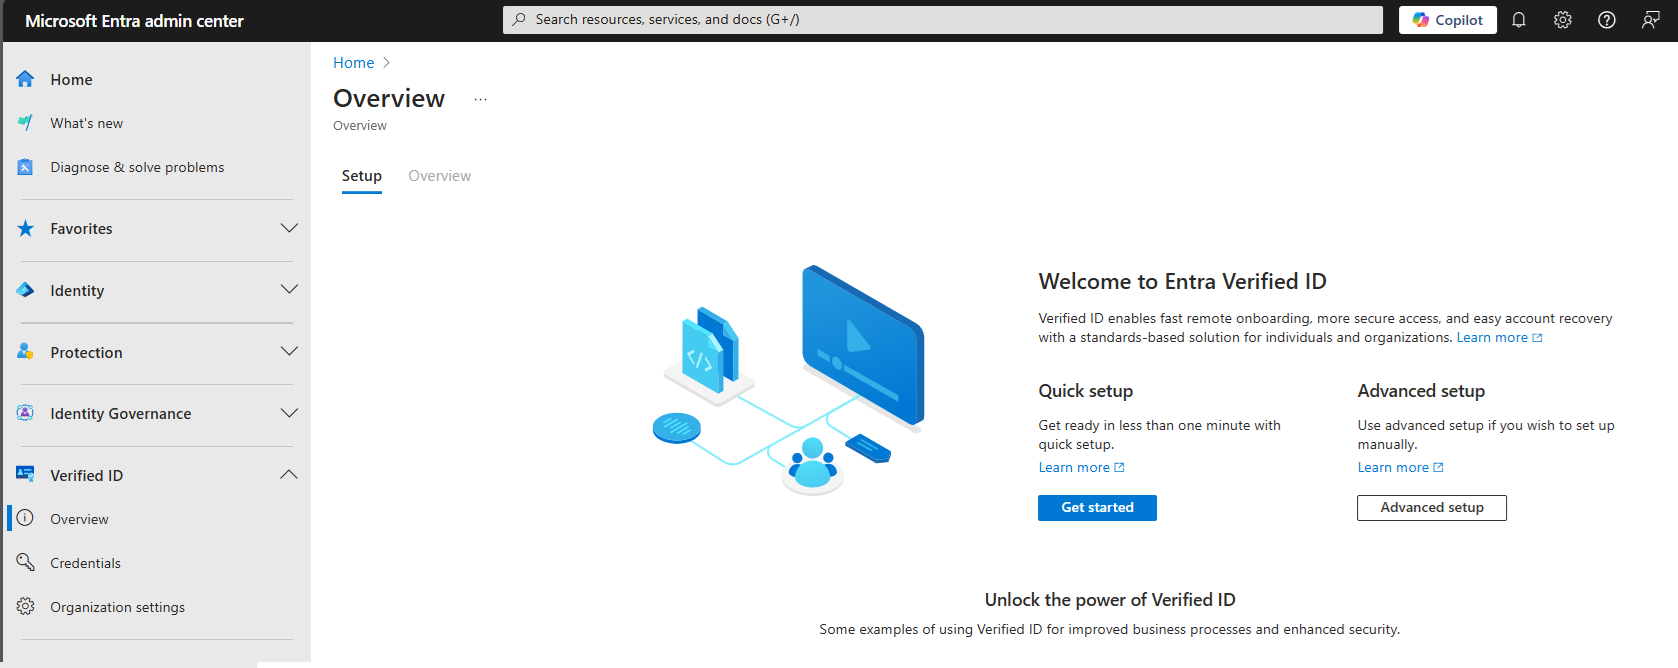 Microsoft Entra admin center
Search resources, services, and docs (G+/)
Copilot
Home
What's new
Diagnose & solve problems
Favorites
Identity
Protection
Identity Governance
Verified ID
Overview
Credentials
Organization settings
Home
Overview
...
Overview
Setup
Overview
Welcome to Entra Verified ID
Verified ID enables fast remote onboarding, more secure access, and easy account recovery
with a standards-based solution for individuals and organizations. Learn more
Quick setup
Get ready in less than one minute with
quick setup.
Learn more
Get started
Advanced setup
Use advanced setup if you wish to set up
manually.
Learn more
Advanced setup
Unlock the power of Verified ID
Some examples of using Verified ID for improved business processes and enhanced security.